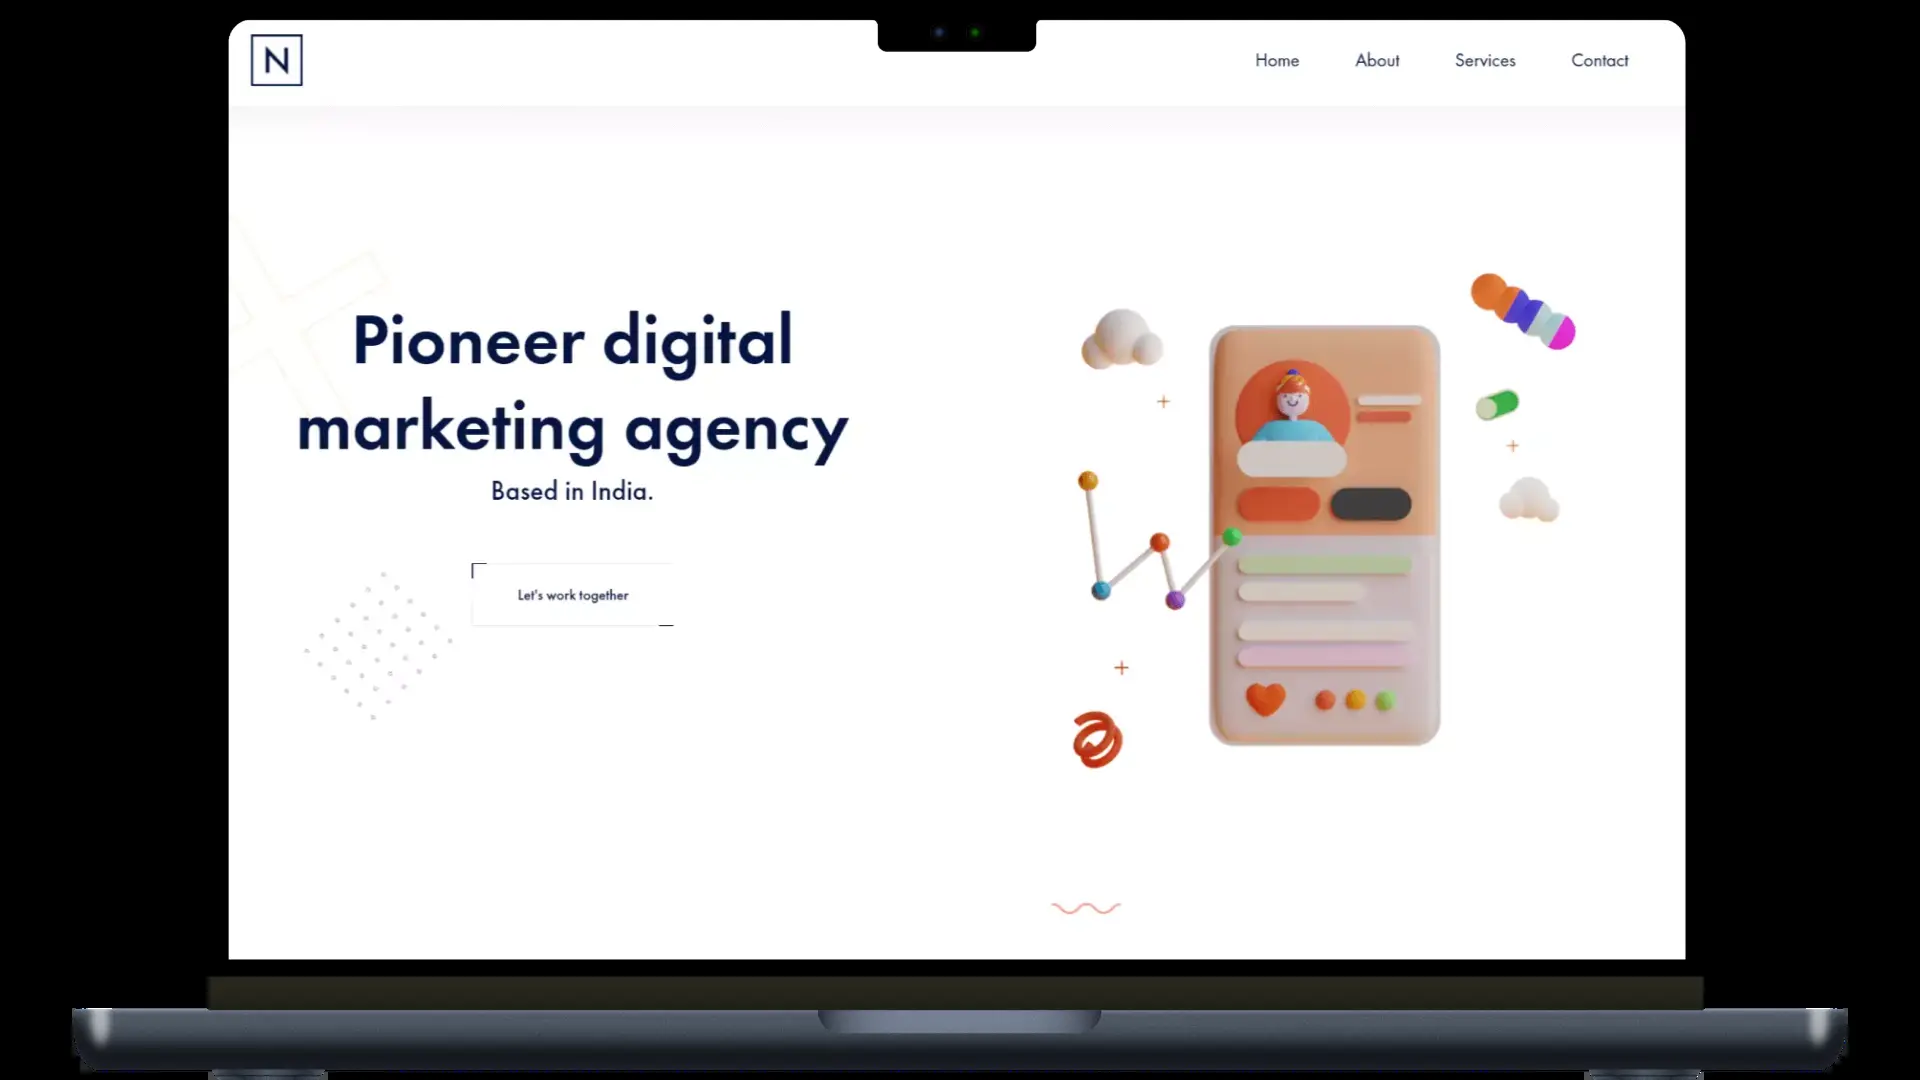 N
Home About Services Contact
Pioneer digital
marketing agency
Based in India.
Let's work together